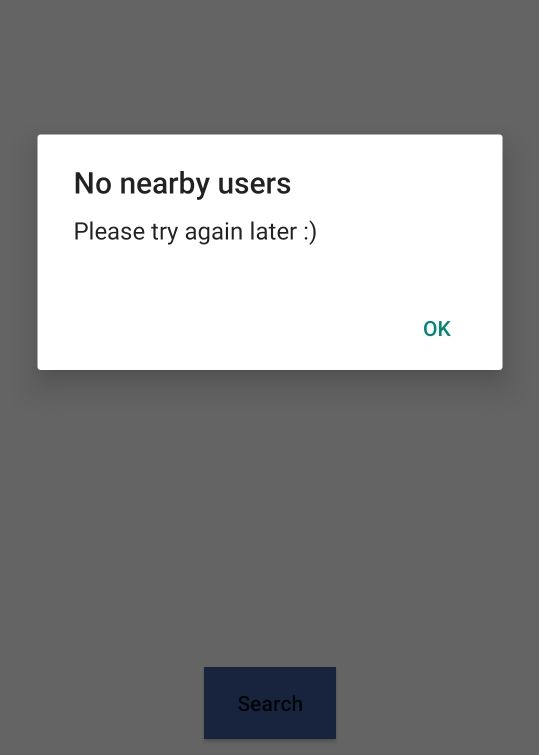 No nearby users
Please try again later :)
OK
Search